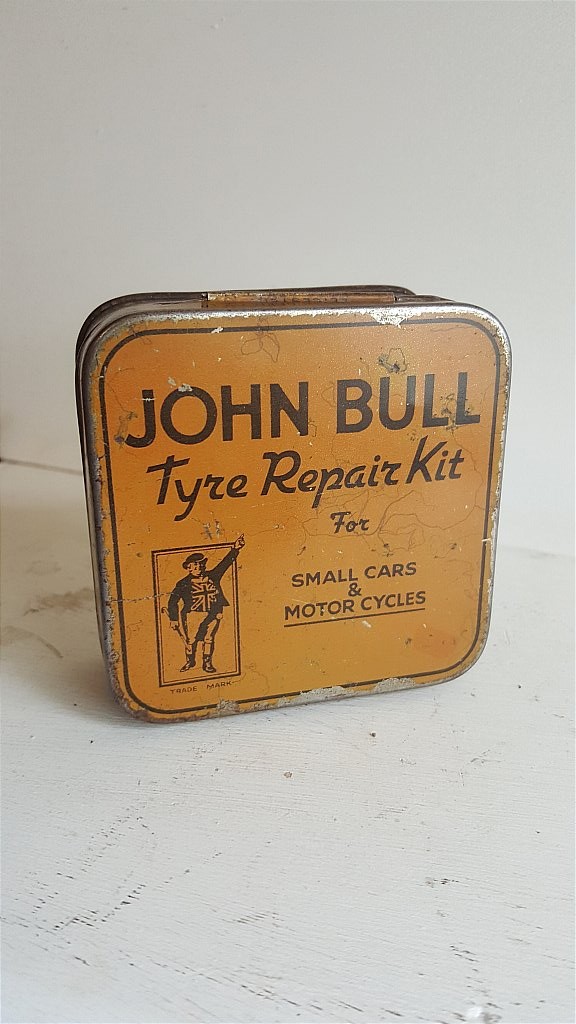 JOHN BULL
Tyre Repair Kit
For
SMALL CARS
&
MOTOR CYCLES
TRADE MARK